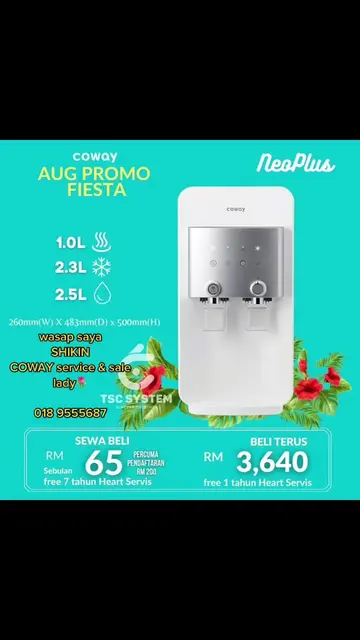 coway
NeoPlus
AUG PROMO
FIESTA
coway
1.0L
2.3L
2.5L
260mm(W) X 483mm(D) x 500mm(H)
wasap saya
SHIKIN
COWAY service & sale
lady🌷
018 9555687
TSC SYSTEM
SEWA BELI
RM 65 PERCUMA
Sebulan PENDAFTARAN
RM 200
free 7 tahun Heart Servis
BELI TERUS
RM 3,640
free 1 tahun Heart Servis